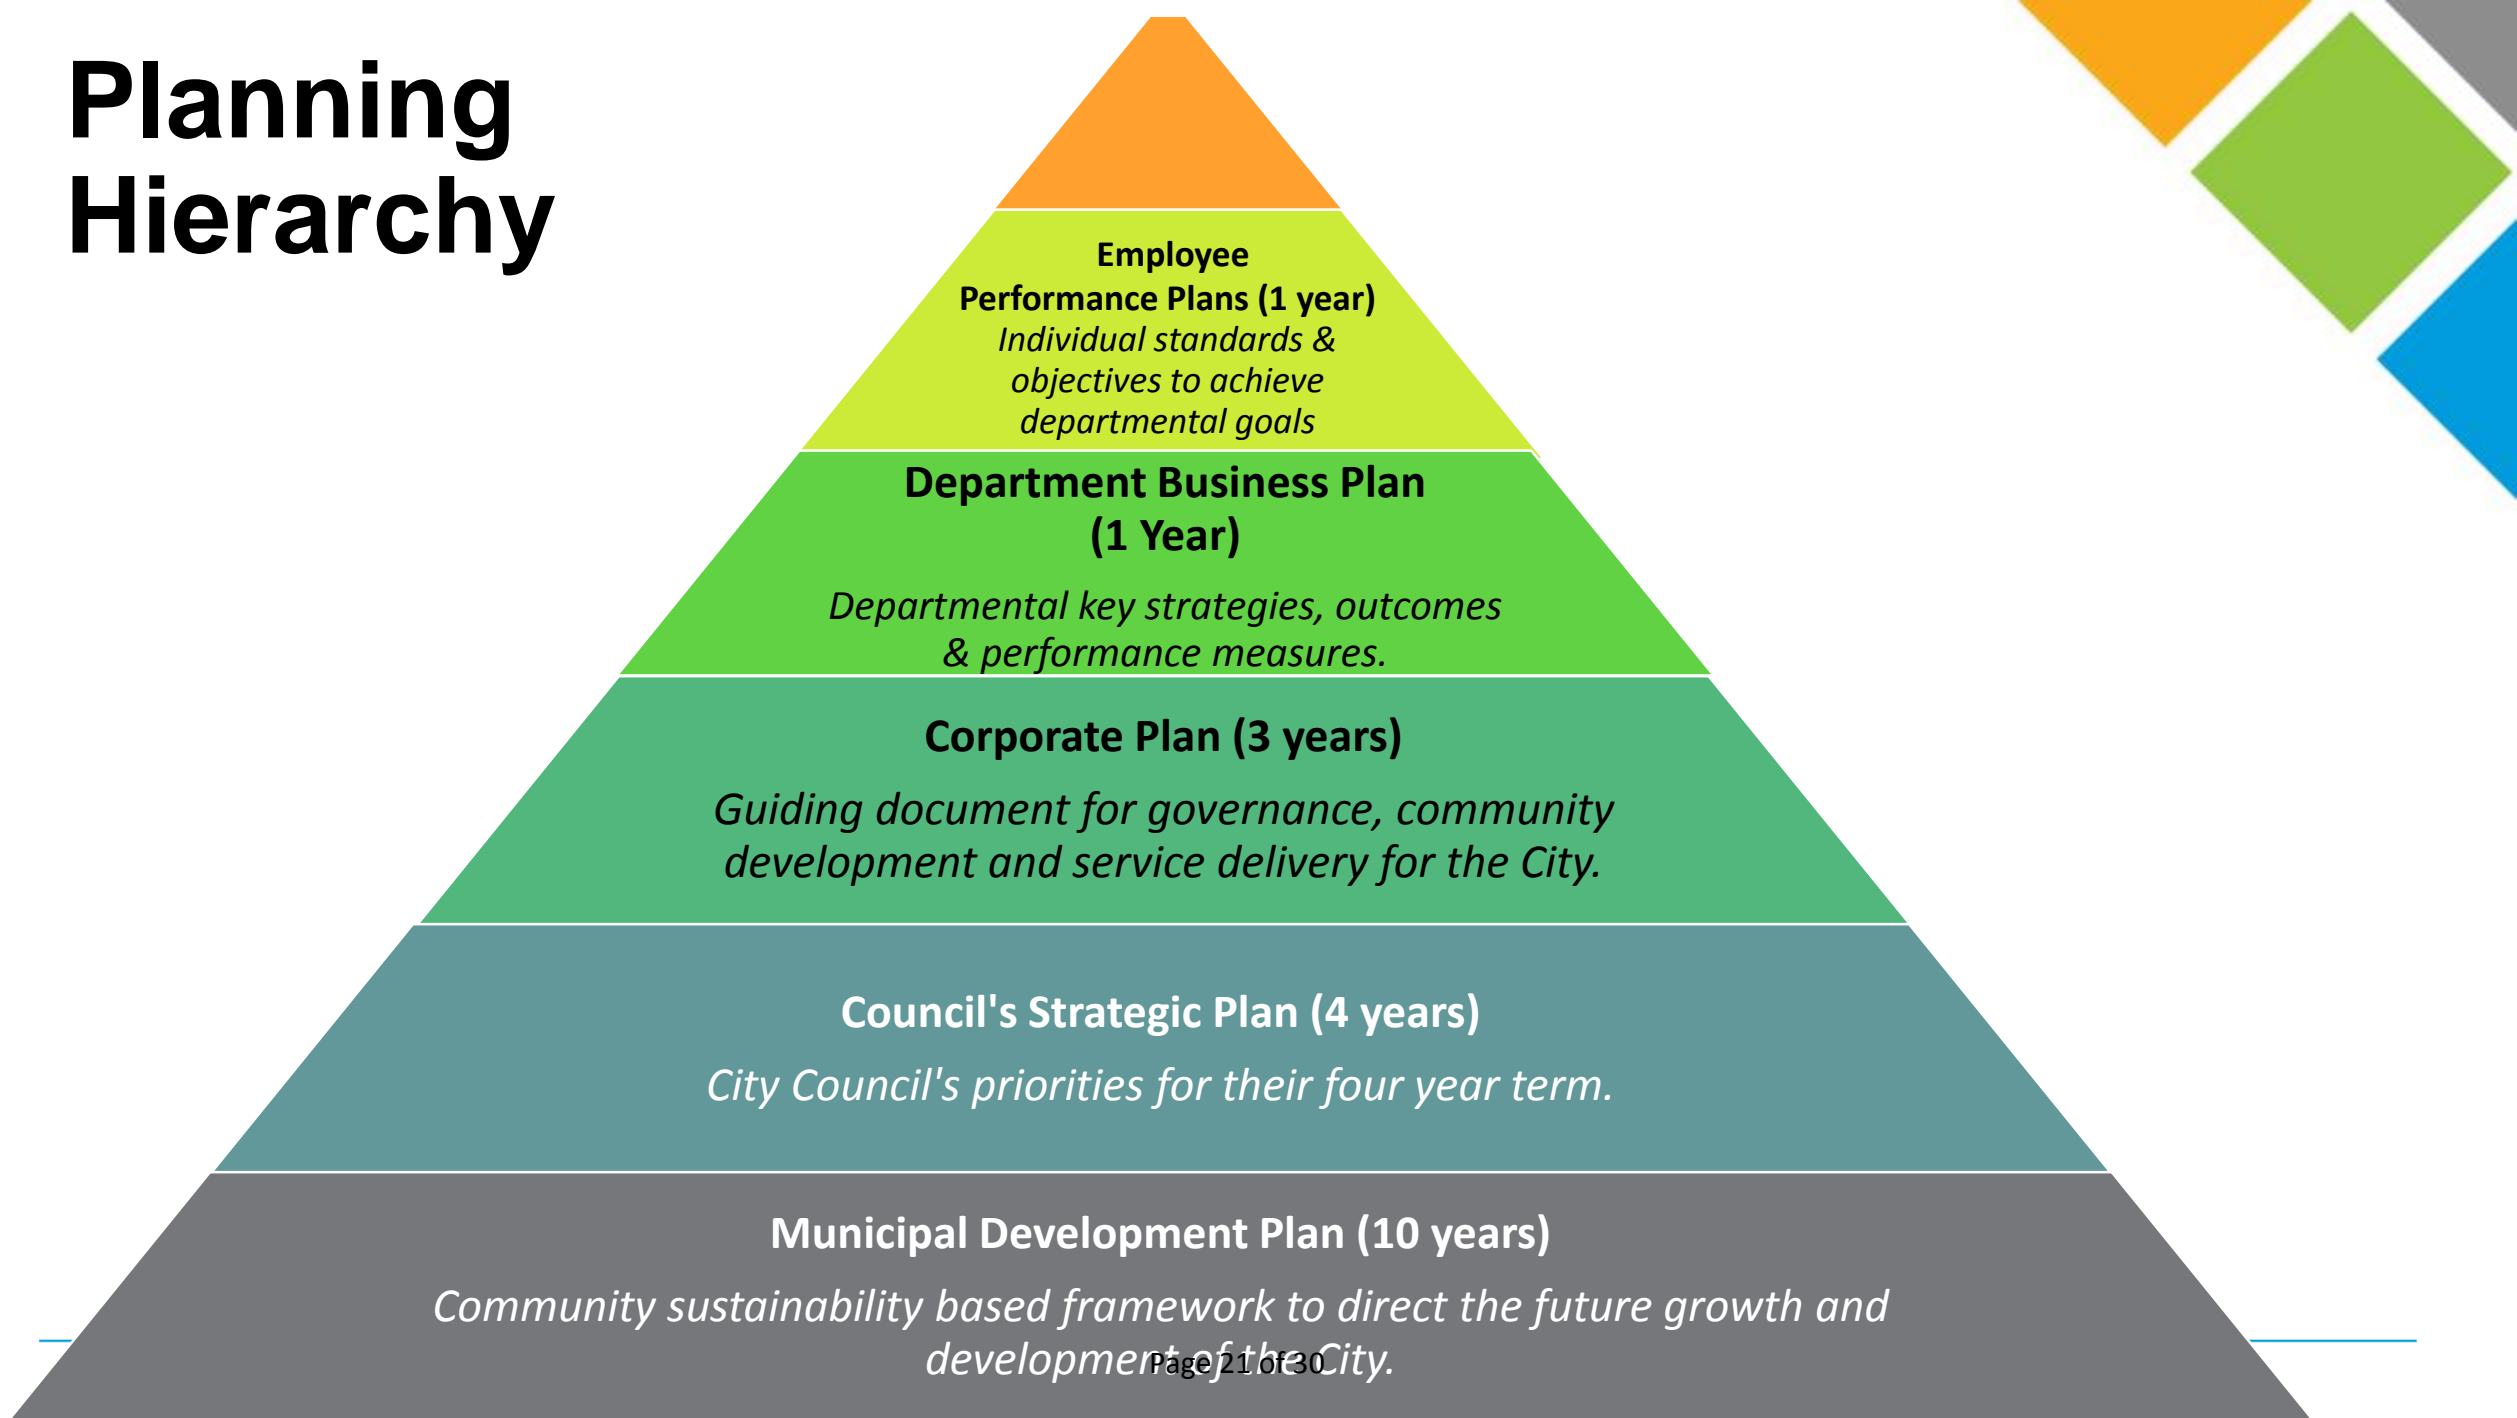 Planning
Hierarchy
Employee
Performance Plans (1 year)
Individual standards &
objectives to achieve
departmental goals
Department Business Plan
(1 Year)
Departmental key strategies, outcomes
& performance measures.
Corporate Plan (3 years)
Guiding document for governance, community
development and service delivery for the City.
Council's Strategic Plan (4 years)
City Council's priorities for their four year term.
Municipal Development Plan (10 years)
Community sustainability based framework to direct the future growth and
development of the City.
Page 21 of 30